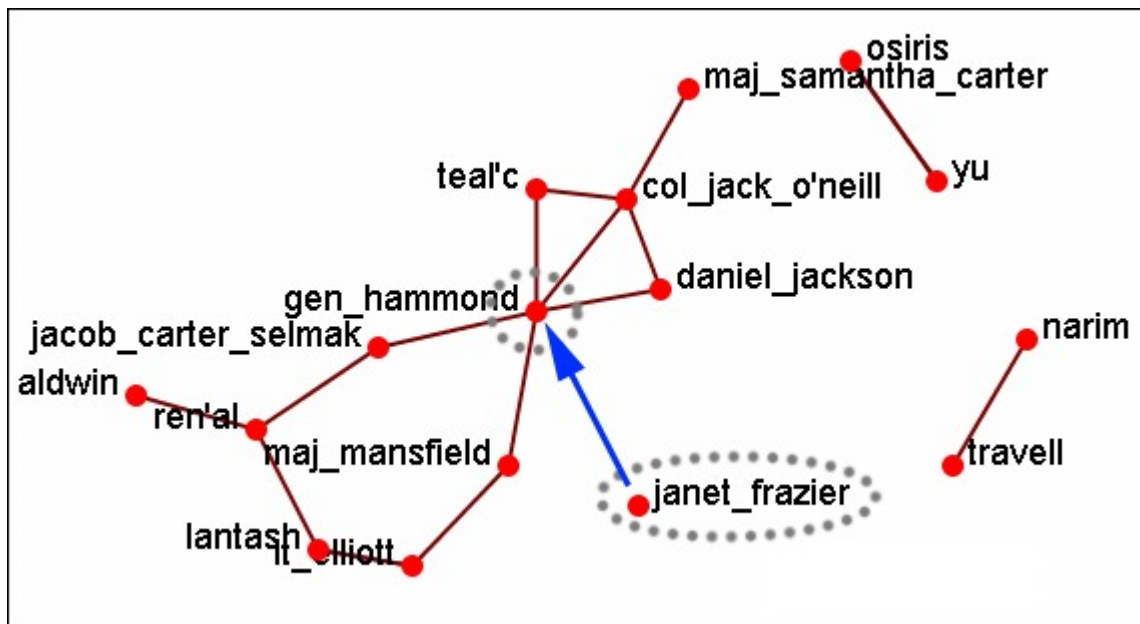 osiris
maj_samantha_carter
yu
teal'c
col_jack_o'neill
daniel_jackson
gen_hammond
jacob_carter_selmak
narim
aldwin
ren'al
maj_mansfield
travell
janet_frazier
lantash
lt_elliott